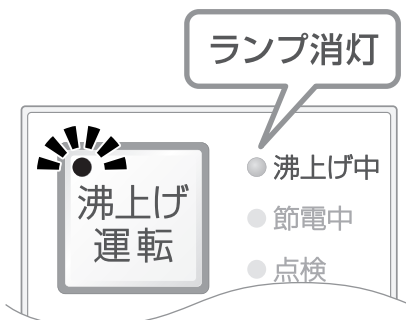 ランプ消灯
沸上げ
運転
沸上げ中
節電中
点検